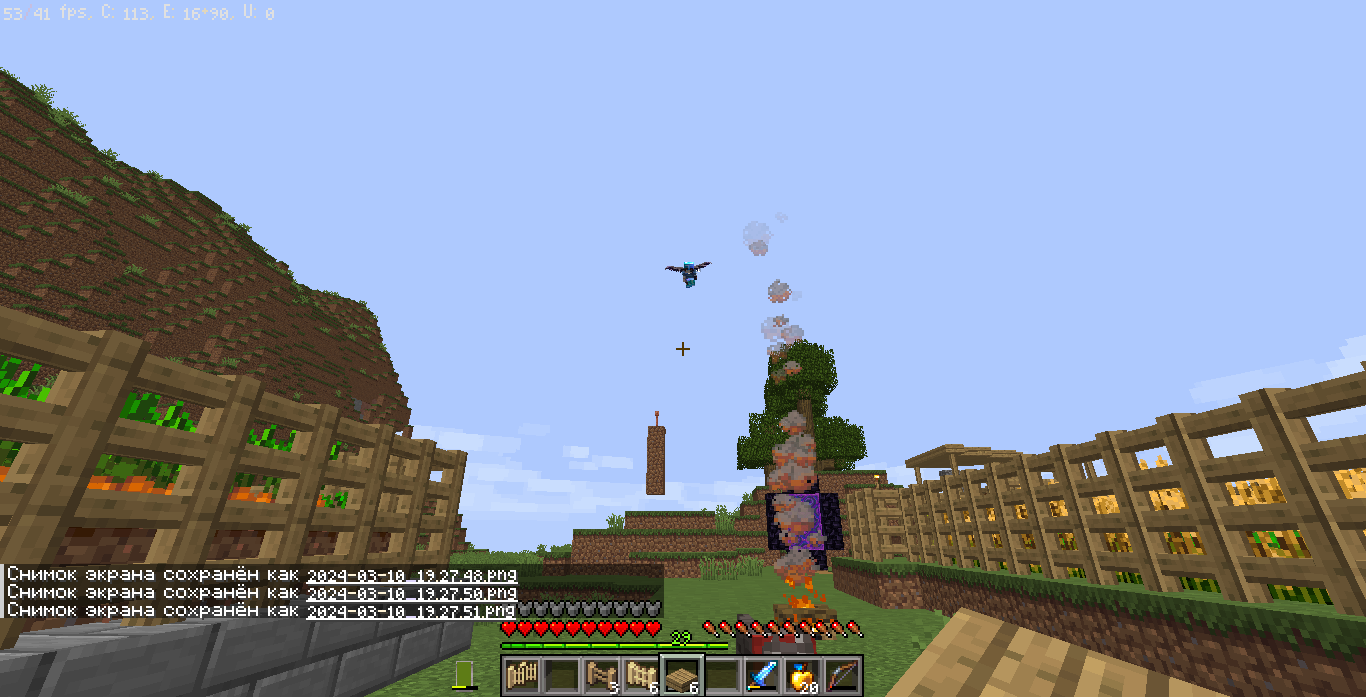 53/41 fps, C: 113, E: 16+90, U: 0
Снимок экрана сохранён как 2024-03-10_19.27.48.png
Снимок экрана сохранён как 2024-03-10_19.27.50.png
Снимок экрана сохранён как 2024-03-10_19.27.51.png
29
3 6 6 20